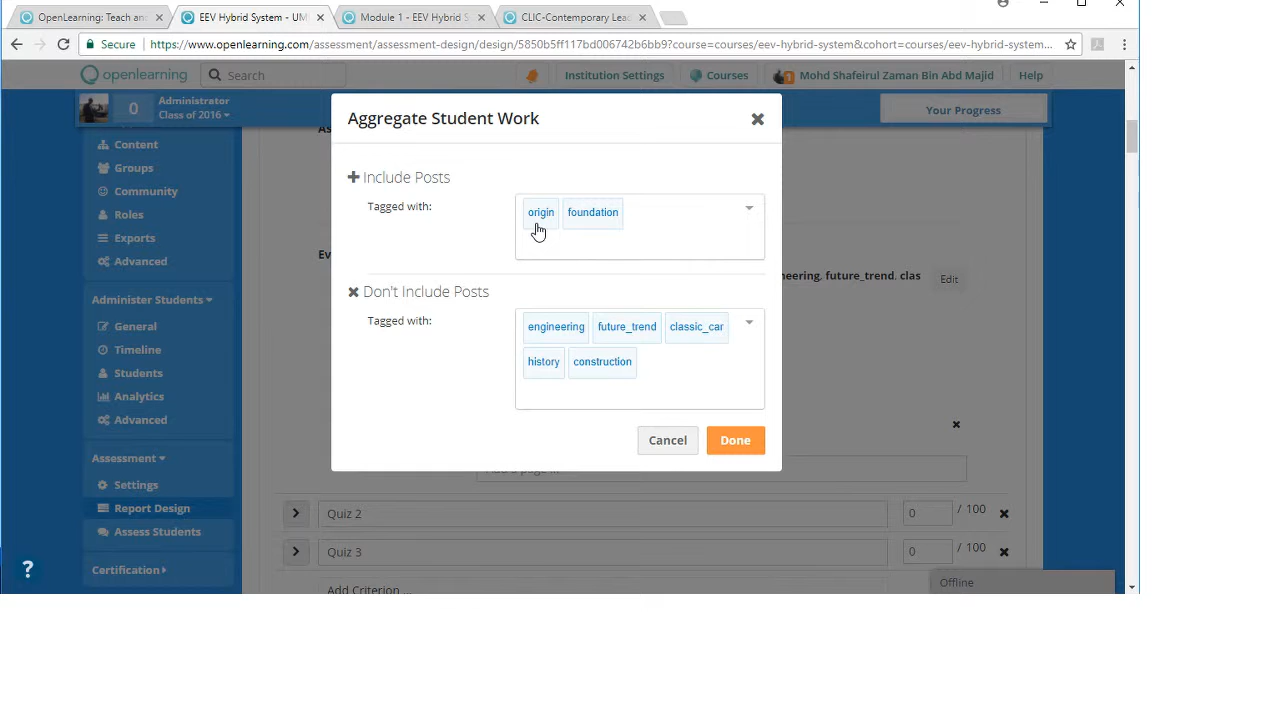 OpenLearning: Teach an
EEV Hybrid System - UM
Module 1 - EEV Hybrid S
CLIC-Contemporary Lea
Secure
https://www.openlearning.com/assessment/assessment-design/design/5850b5ff117bd006742b6bb9?course=courses/eev-hybrid-system&cohort=courses/eev-hybrid-system...
openlearning
Search
Institution Settings
Courses
1
Mohd Shafeirul Zaman Bin Abd Majid
Help
0
Administrator
Class of 2016
Your Progress
Content
Groups
Community
Roles
Exports
Advanced
Administer Students
General
Timeline
Students
Analytics
Advanced
Assessment
Settings
Report Design
Assess Students
Certification
?
As
Ev
Aggregate Student Work
Include Posts
Tagged with:
origin foundation
Don't Include Posts
Tagged with:
engineering future_trend classic_car
history construction
Cancel
Done
neering, future_trend, clas
Edit
Quiz 2
0 / 100
Quiz 3
0 / 100
Add Criterion ...
Offline